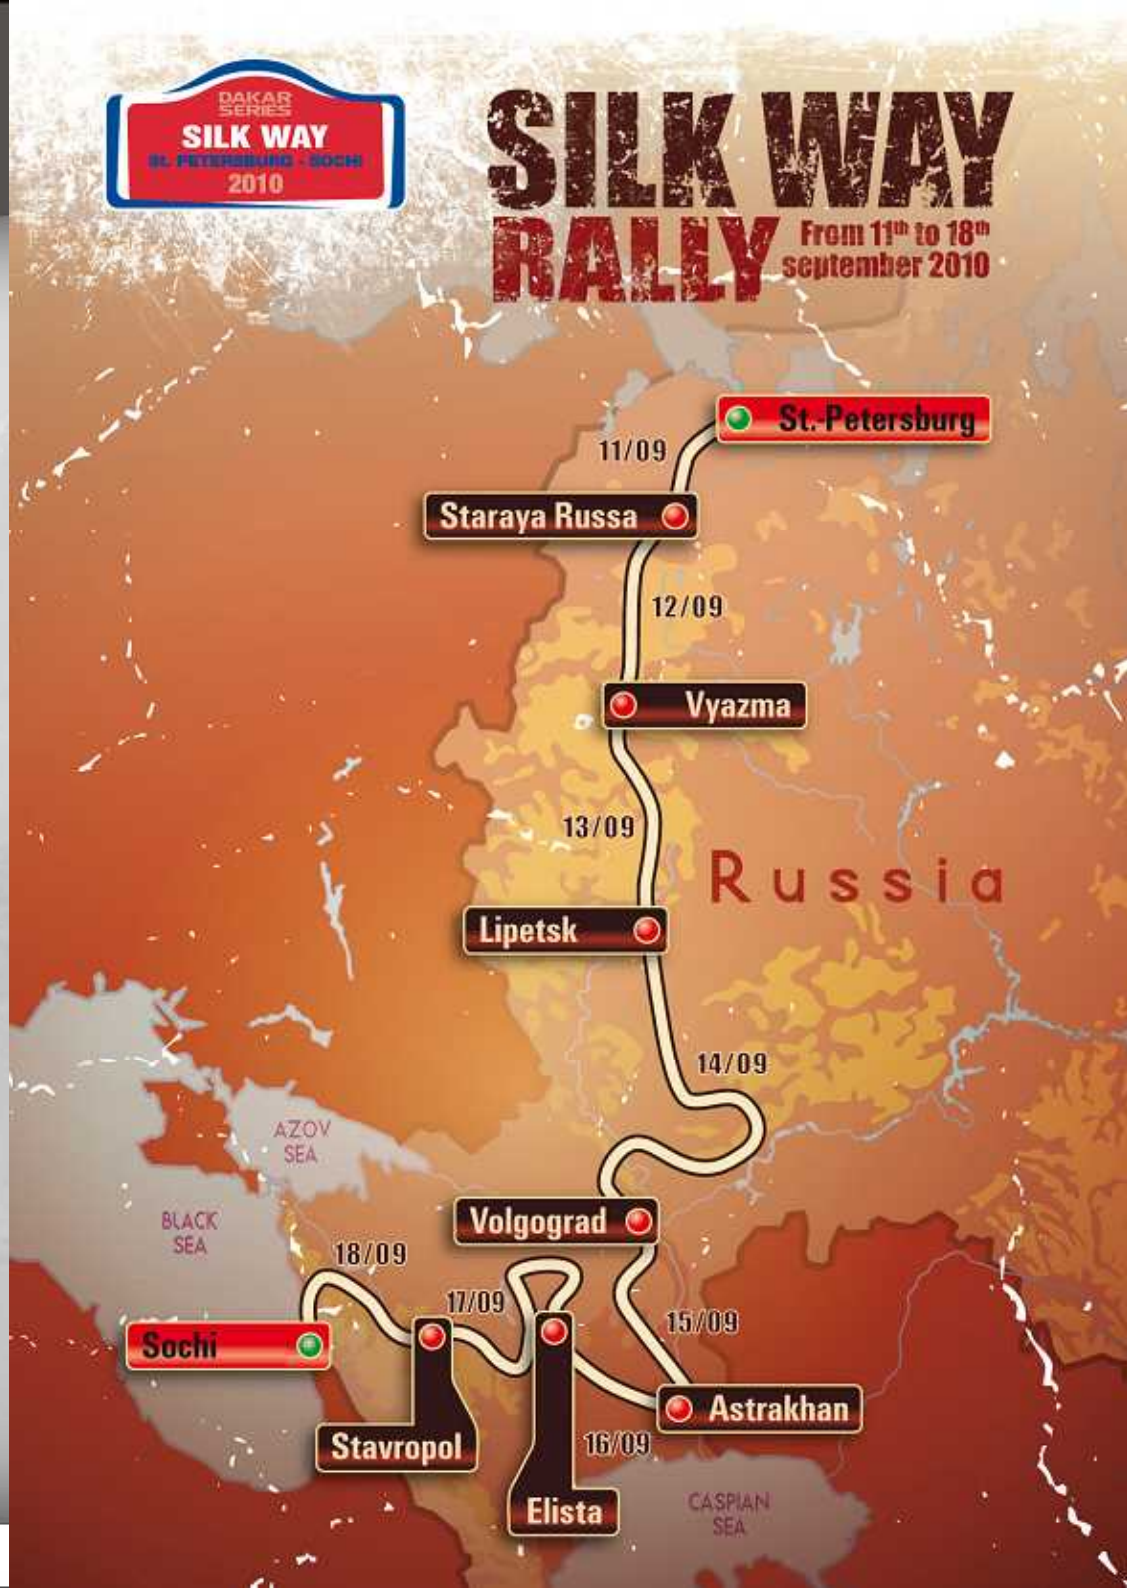 DAKAR
SERIES
SILK WAY
St. PETERSBURG - SOCHI
2010
SILK WAY
RALLY
From 11th to 18th
september 2010
St.-Petersburg
11/09
Staraya Russa
12/09
Vyazma
13/09
Russia
Lipetsk
14/09
AZOV
SEA
BLACK
SEA
Volgograd
18/09
17/09
15/09
Sochi
Astrakhan
Stavropol
16/09
Elista
CASPIAN
SEA